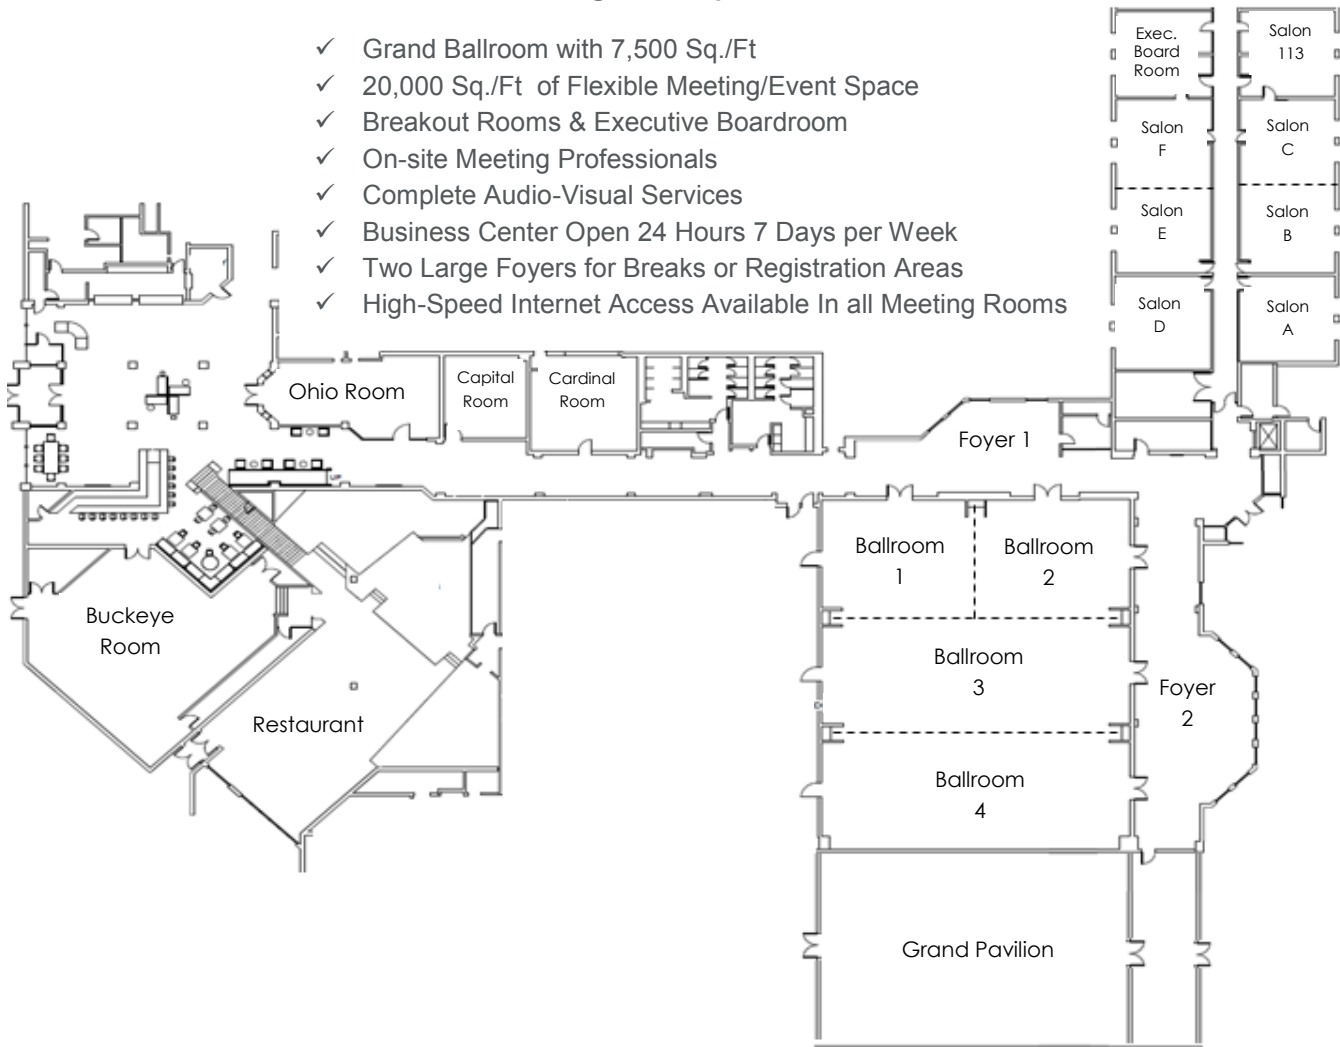 ✓ Grand Ballroom with 7,500 Sq./Ft
✓ 20,000 Sq./Ft of Flexible Meeting/Event Space
✓ Breakout Rooms & Executive Boardroom
✓ On-site Meeting Professionals
✓ Complete Audio-Visual Services
✓ Business Center Open 24 Hours 7 Days per Week
✓ Two Large Foyers for Breaks or Registration Areas
✓ High-Speed Internet Access Available In all Meeting Rooms
Exec.
Board
Room
Salon
113
Salon
F
Salon
C
Salon
E
Salon
B
Salon
D
Salon
A
Ohio Room
Capital
Room
Cardinal
Room
Foyer 1
UP
Ballroom
1
Ballroom
2
Buckeye
Room
Ballroom
3
Foyer
2
Restaurant
Ballroom
4
Grand Pavilion